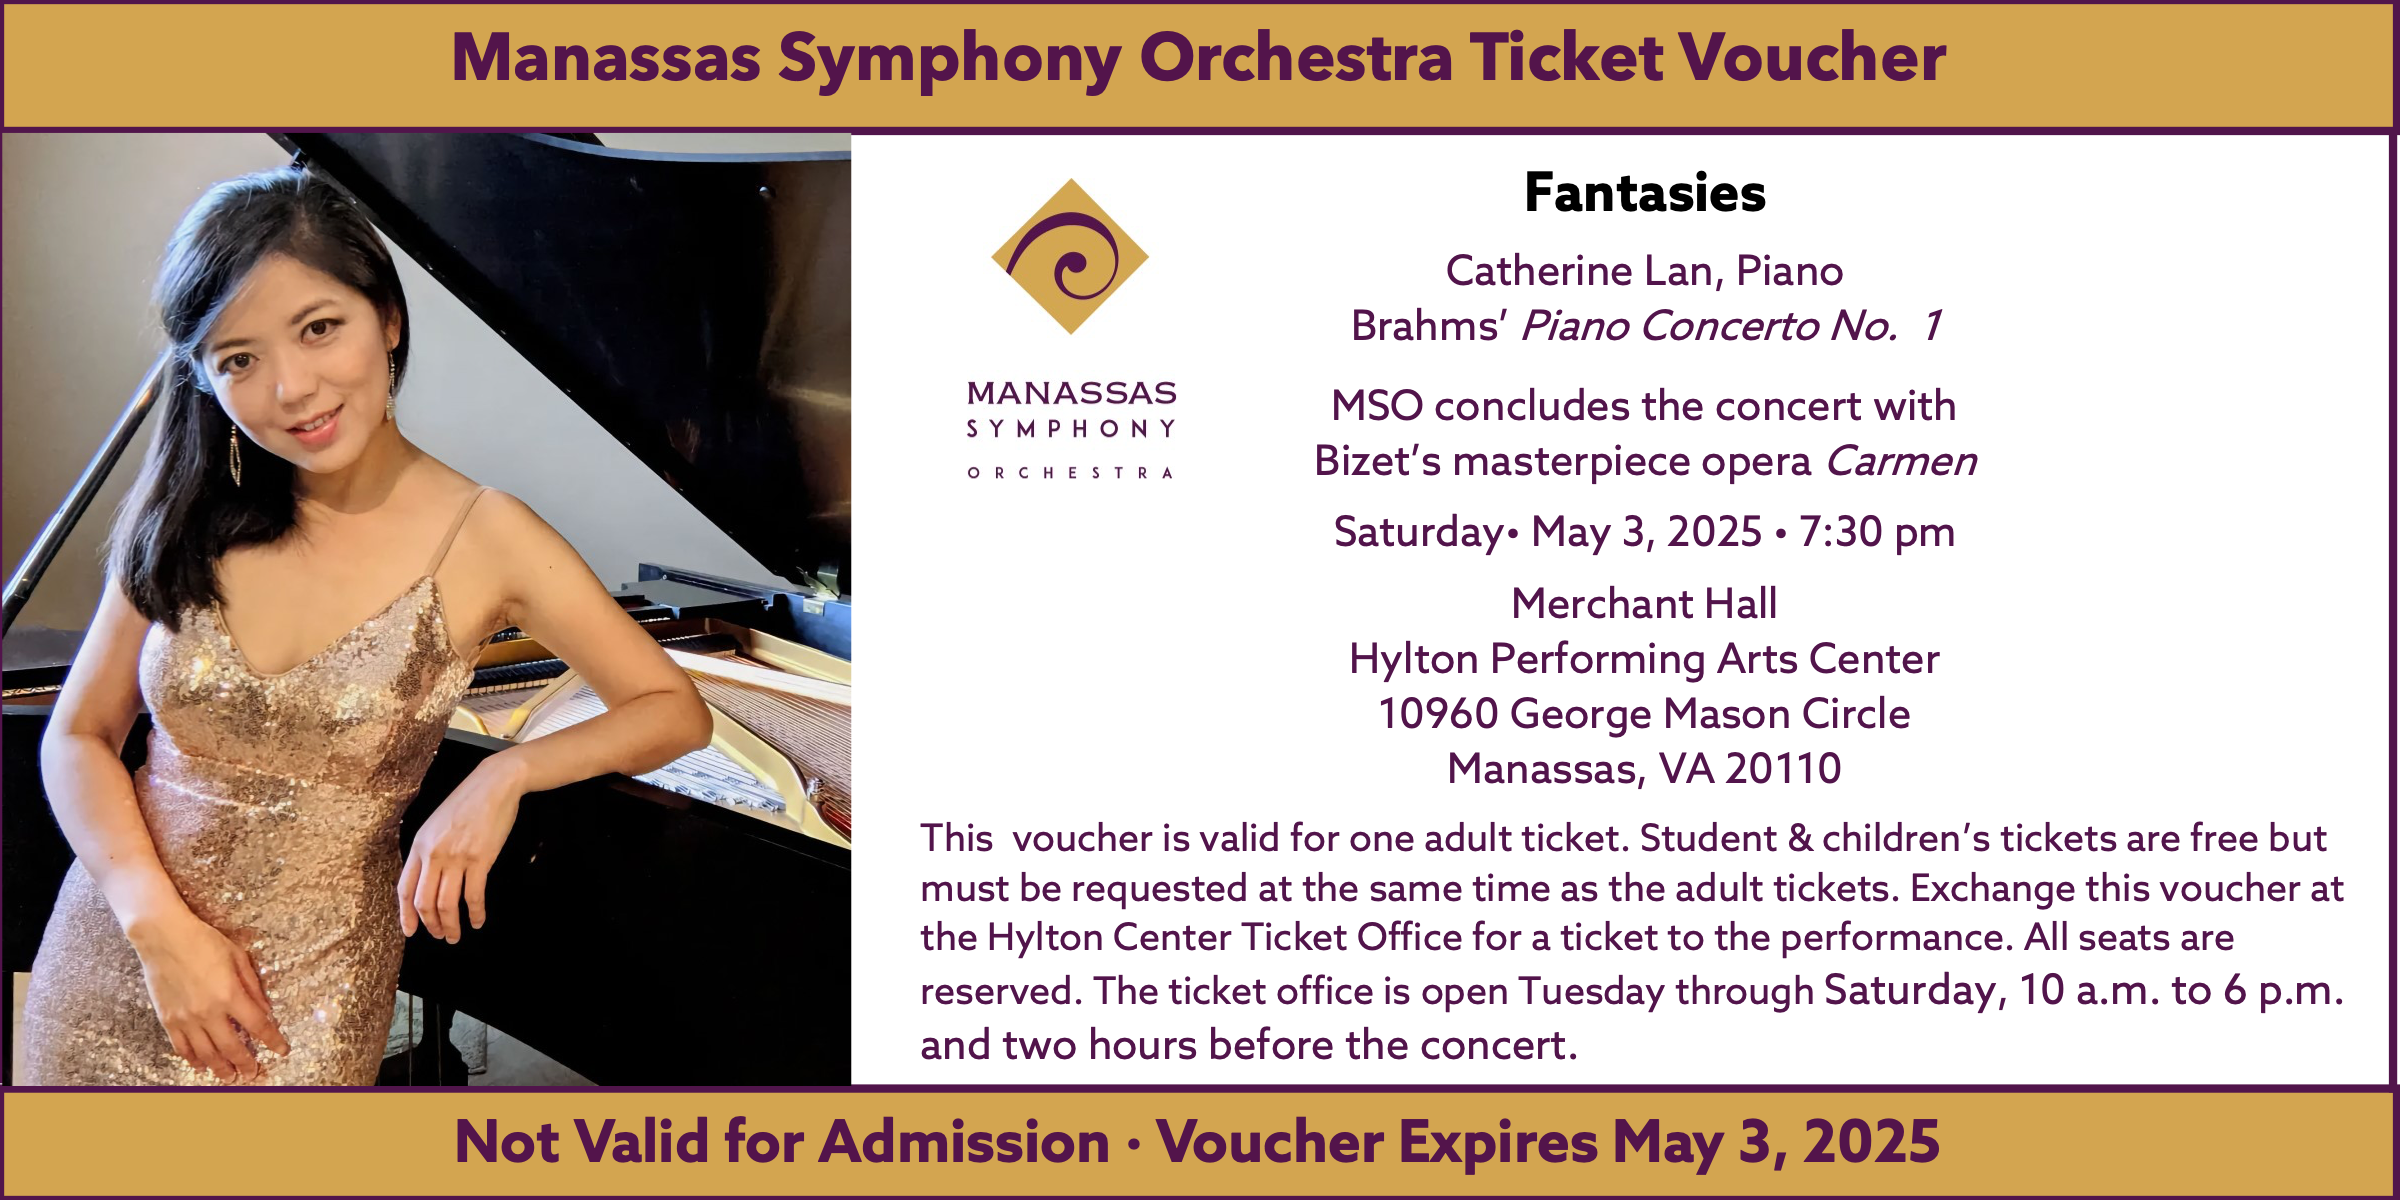 Manassas Symphony Orchestra Ticket Voucher
MANASSAS
SYMPHONY
ORCHESTRA
Fantasies
Catherine Lan, Piano
Brahms’ Piano Concerto No.  1
MSO concludes the concert with
Bizet’s masterpiece opera Carmen
Saturday• May 3, 2025 • 7:30 pm
Merchant Hall
Hylton Performing Arts Center
10960 George Mason Circle
Manassas, VA 20110
This  voucher is valid for one adult ticket. Student & children’s tickets are free but
must be requested at the same time as the adult tickets. Exchange this voucher at
the Hylton Center Ticket Office for a ticket to the performance. All seats are
reserved. The ticket office is open Tuesday through Saturday, 10 a.m. to 6 p.m.
and two hours before the concert.
Not Valid for Admission • Voucher Expires May 3, 2025